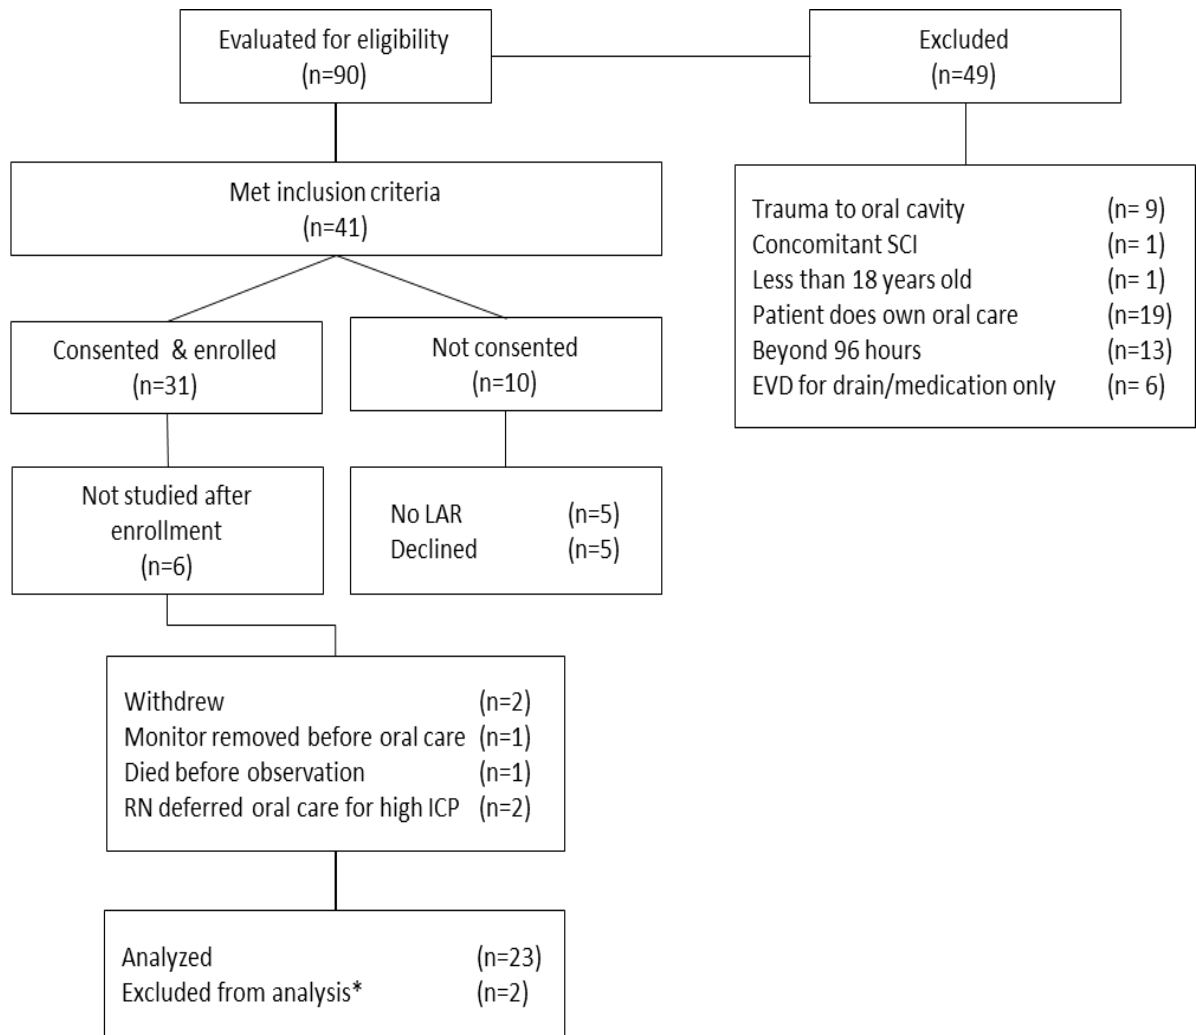 Evaluated for eligibility
(n=90)
Excluded
(n=49)
Met inclusion criteria
(n=41)
Trauma to oral cavity (n= 9)
Concomitant SCI (n= 1)
Less than 18 years old (n= 1)
Patient does own oral care (n=19)
Beyond 96 hours (n=13)
EVD for drain/medication only (n= 6)
Consented & enrolled
(n=31)
Not consented
(n=10)
Not studied after
enrollment
(n=6)
No LAR (n=5)
Declined (n=5)
Withdrew (n=2)
Monitor removed before oral care (n=1)
Died before observation (n=1)
RN deferred oral care for high ICP (n=2)
Analyzed (n=23)
Excluded from analysis* (n=2)